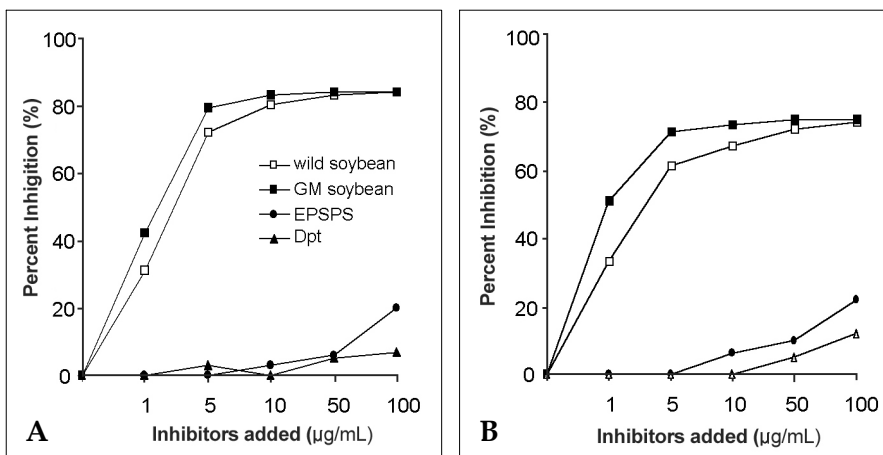 100
80
60
40
20
0
Percent Inhigition (%)
wild soybean
GM soybean
EPSPS
Dpt
1 5 10 50 100
Inhibitors added (µg/mL)
A
100
80
60
40
20
0
Percent Inhibition (%)
1 5 10 50 100
Inhibitors added (µg/mL)
B